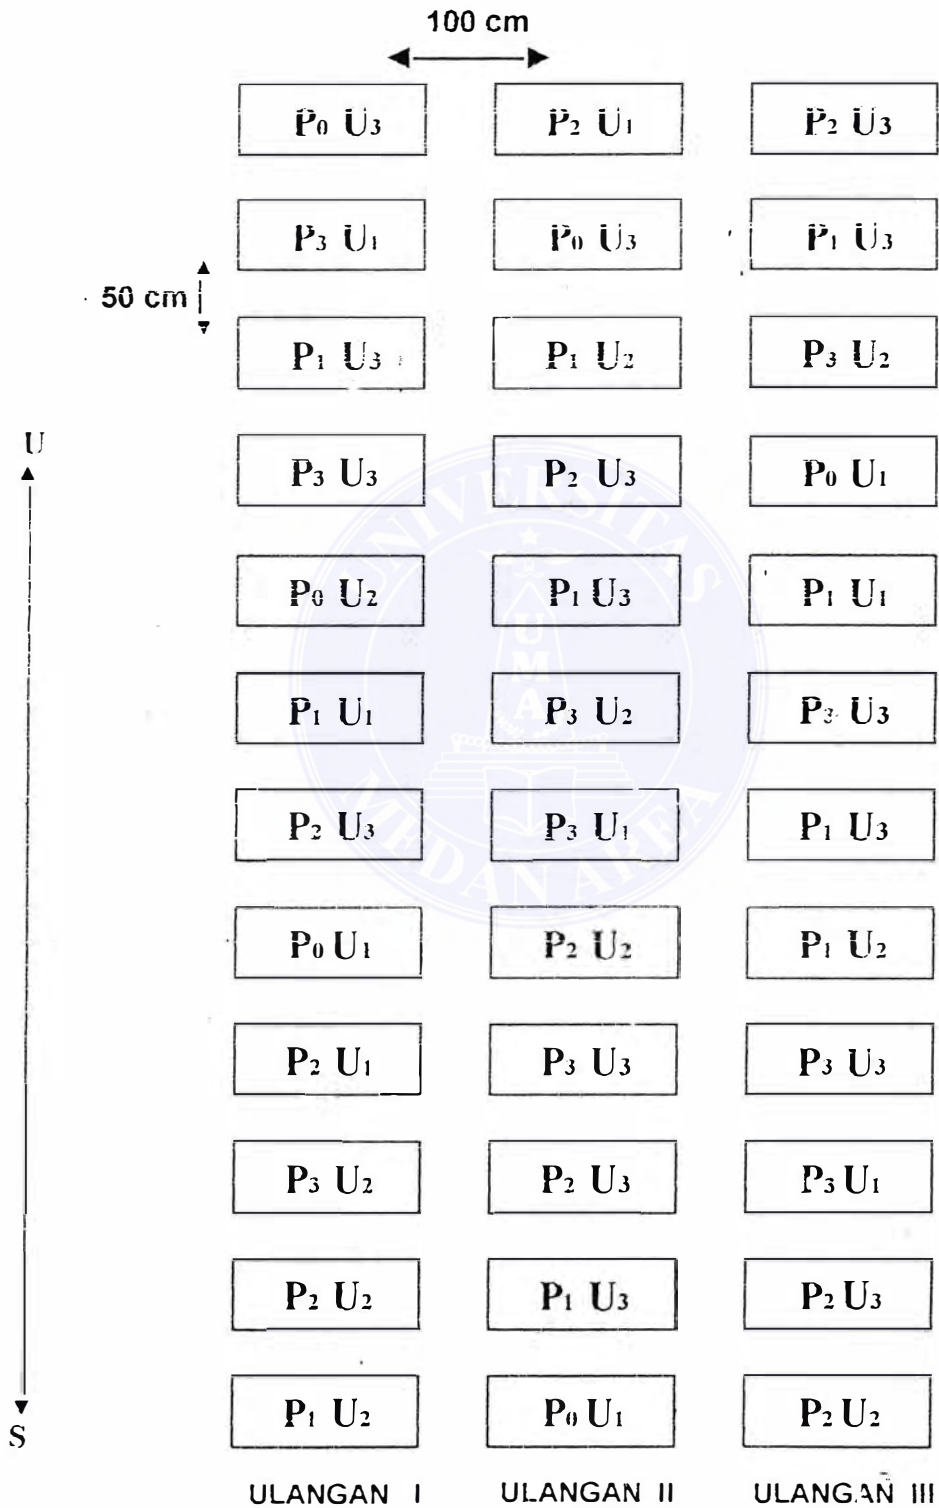 100 cm
P₀ U₃ P₂ U₁ P₂ U₃
P₃ U₁ P₀ U₃ P₁ U₃
50 cm
P₁ U₃ P₁ U₂ P₃ U₂
U
P₃ U₃ P₂ U₃ P₀ U₁
P₀ U₂ P₁ U₃ P₁ U₁
P₁ U₁ P₃ U₂ P₃ U₃
P₂ U₃ P₃ U₁ P₁ U₃
P₀ U₁ P₂ U₂ P₁ U₂
P₂ U₁ P₃ U₃ P₃ U₃
P₃ U₂ P₂ U₃ P₃ U₁
P₂ U₂ P₁ U₃ P₂ U₃
P₁ U₂ P₀ U₁ P₂ U₂
S
ULANGAN I ULANGAN II ULANGAN III
UNIVERSITAS
UMA
MEDAN AREA